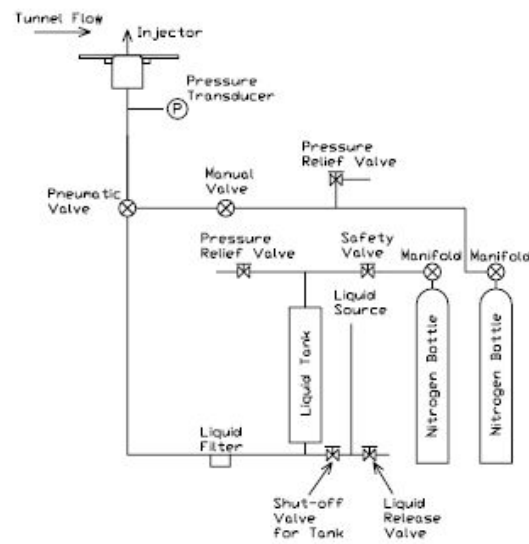 Tunnel Flow
Injector
Pressure
Transducer
P
Pressure
Relief Valve
Manual
Valve
Pneumatic
Valve
Pressure
Relief Valve
Safety
Valve
Manifold
Manifold
Liquid
Source
Liquid Tank
Nitrogen Bottle
Nitrogen Bottle
Liquid
Filter
Shut-off
Valve
for Tank
Liquid
Release
Valve